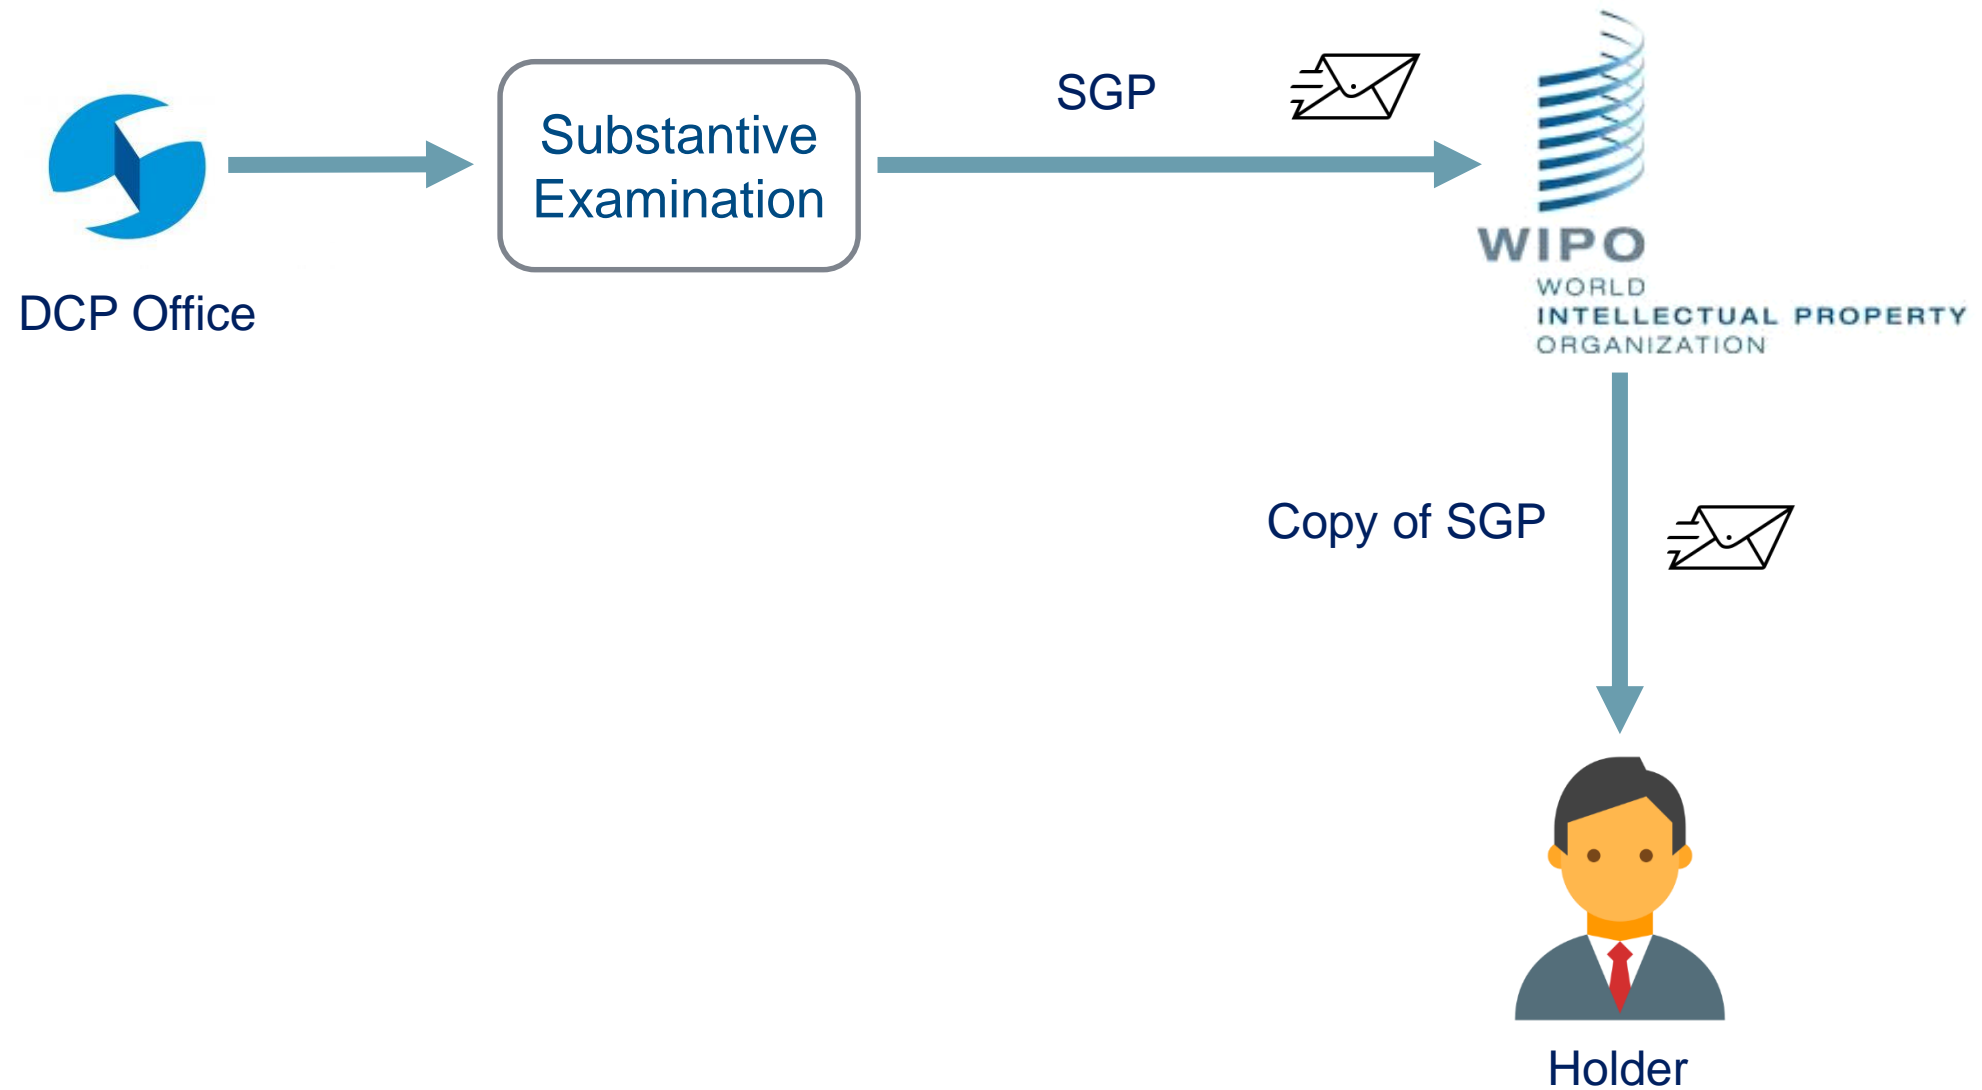 SGP
Substantive
Examination
WIPO
WORLD
INTELLECTUAL PROPERTY
ORGANIZATION
DCP Office
Copy of SGP
Holder